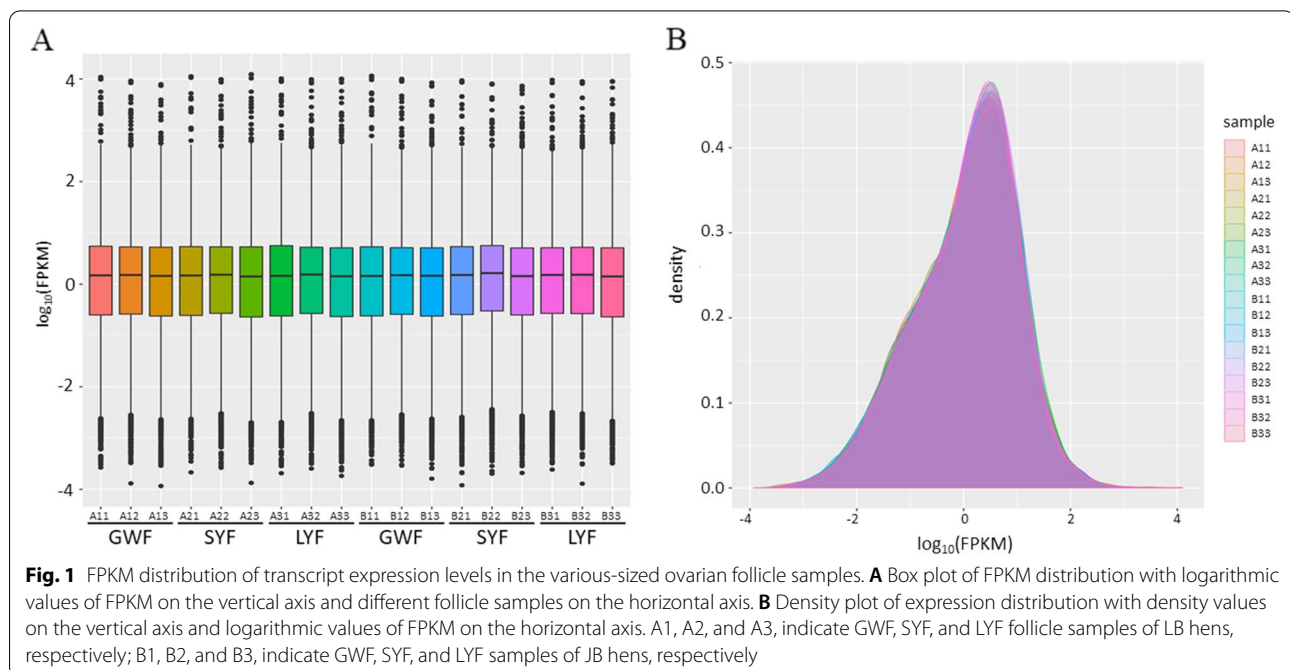 A
log10(FPKM)
4
2
0
-2
-4
A11 A12 A13 A21 A22 A23 A31 A32 A33 B11 B12 B13 B21 B22 B23 B31 B32 B33
GWF SYF LYF GWF SYF LYF
B
density
0.5
0.4
0.3
0.2
0.1
0.0
-4 -2 0 2 4
log10(FPKM)
sample
A11
A12
A13
A21
A22
A23
A31
A32
A33
B11
B12
B13
B21
B22
B23
B31
B32
B33
Fig. 1 FPKM distribution of transcript expression levels in the various-sized ovarian follicle samples. A Box plot of FPKM distribution with logarithmic
values of FPKM on the vertical axis and different follicle samples on the horizontal axis. B Density plot of expression distribution with density values
on the vertical axis and logarithmic values of FPKM on the horizontal axis. A1, A2, and A3, indicate GWF, SYF, and LYF follicle samples of LB hens,
respectively; B1, B2, and B3, indicate GWF, SYF, and LYF samples of JB hens, respectively